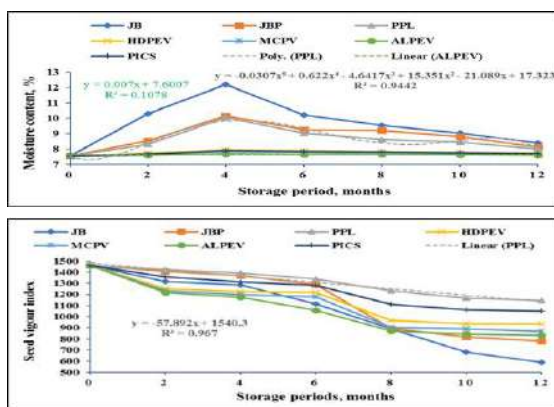 JB JBP PPL
HDPEV MCPV ALPEV
PICS Poly. (PPL) Linear (ALPEV)
Moisture content, %
13
12
11
10
9
8
7
y = 0.007x + 7.6007
R² = 0.1078
y = -0.0307x⁵ + 0.622x⁴ - 4.6417x³ + 15.351x² - 21.089x + 17.323
R² = 0.9442
0 2 4 6 8 10 12
Storage period, months
JB JBP PPL HDPEV
MCPV ALPEV PICS Linear (PPL)
Seed vigour index
1500
1400
1300
1200
1100
1000
900
800
700
600
500
y = -57.892x + 1540.3
R² = 0.967
0 2 4 6 8 10 12
Storage periods, months